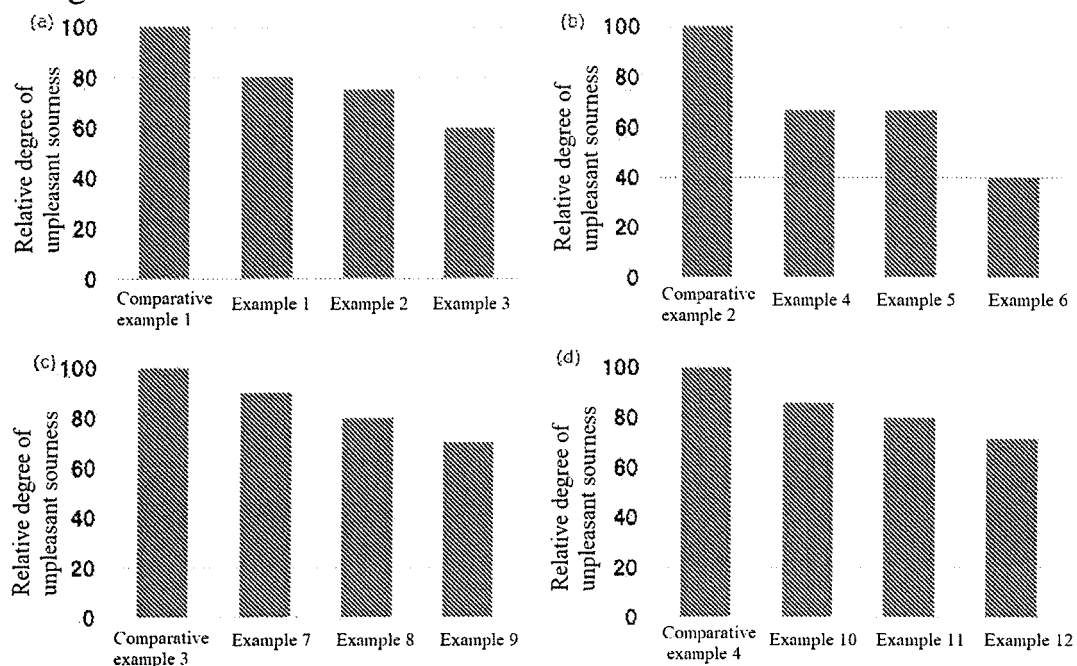 (a)
100
80
60
40
20
0
Relative degree of
unpleasant sourness
Comparative
example 1
Example 1
Example 2
Example 3
(b)
100
80
60
40
20
0
Relative degree of
unpleasant sourness
Comparative
example 2
Example 4
Example 5
Example 6
(c)
100
80
60
40
20
0
Relative degree of
unpleasant sourness
Comparative
example 3
Example 7
Example 8
Example 9
(d)
100
80
60
40
20
0
Relative degree of
unpleasant sourness
Comparative
example 4
Example 10
Example 11
Example 12